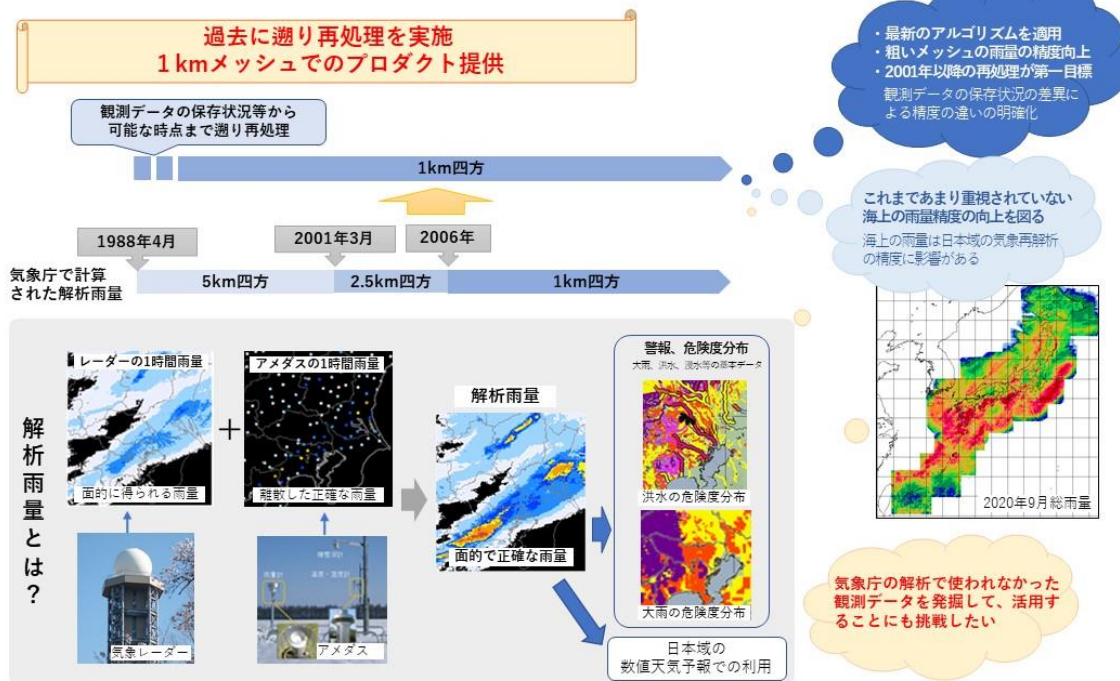 過去に遡り再処理を実施
1kmメッシュでのプロダクト提供
・最新のアルゴリズムを適用
・粗いメッシュの雨量の精度向上
・2001年以降の再処理が第一目標
観測データの保存状況の差異に
よる精度の違いの明確化
観測データの保存状況等から
可能な時点まで遡り再処理
1km四方
これまであまり重視されていない
海上の雨量精度の向上を図る
海上の雨量は日本域の気象再解析
の精度に影響がある
1988年4月
2001年3月
2006年
気象庁で計算
された解析雨量
5km四方
2.5km四方
1km四方
解析雨量とは?
レーダーの1時間雨量
面的に得られる雨量
+
アメダスの1時間雨量
離散した正確な雨量
気象レーダー
アメダス
解析雨量
面的で正確な雨量
警報、危険度分布
大雨、洪水、浸水等の基本データ
洪水の危険度分布
大雨の危険度分布
日本域の
数値天気予報での利用
2020年9月総雨量
気象庁の解析で使われなかった
観測データを発掘して、活用す
ることにも挑戦したい